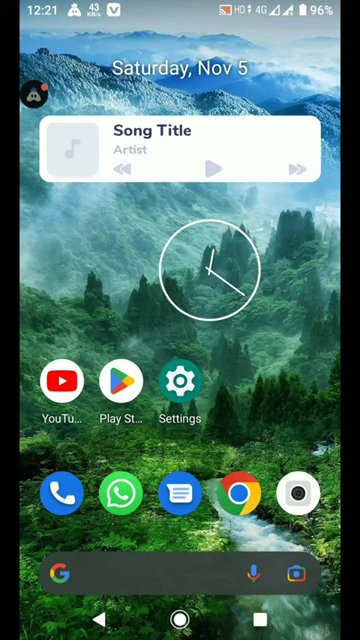 12:21 43 KB/s HD 4G 96%
Saturday, Nov 5
Song Title
Artist
YouTu... Play St... Settings